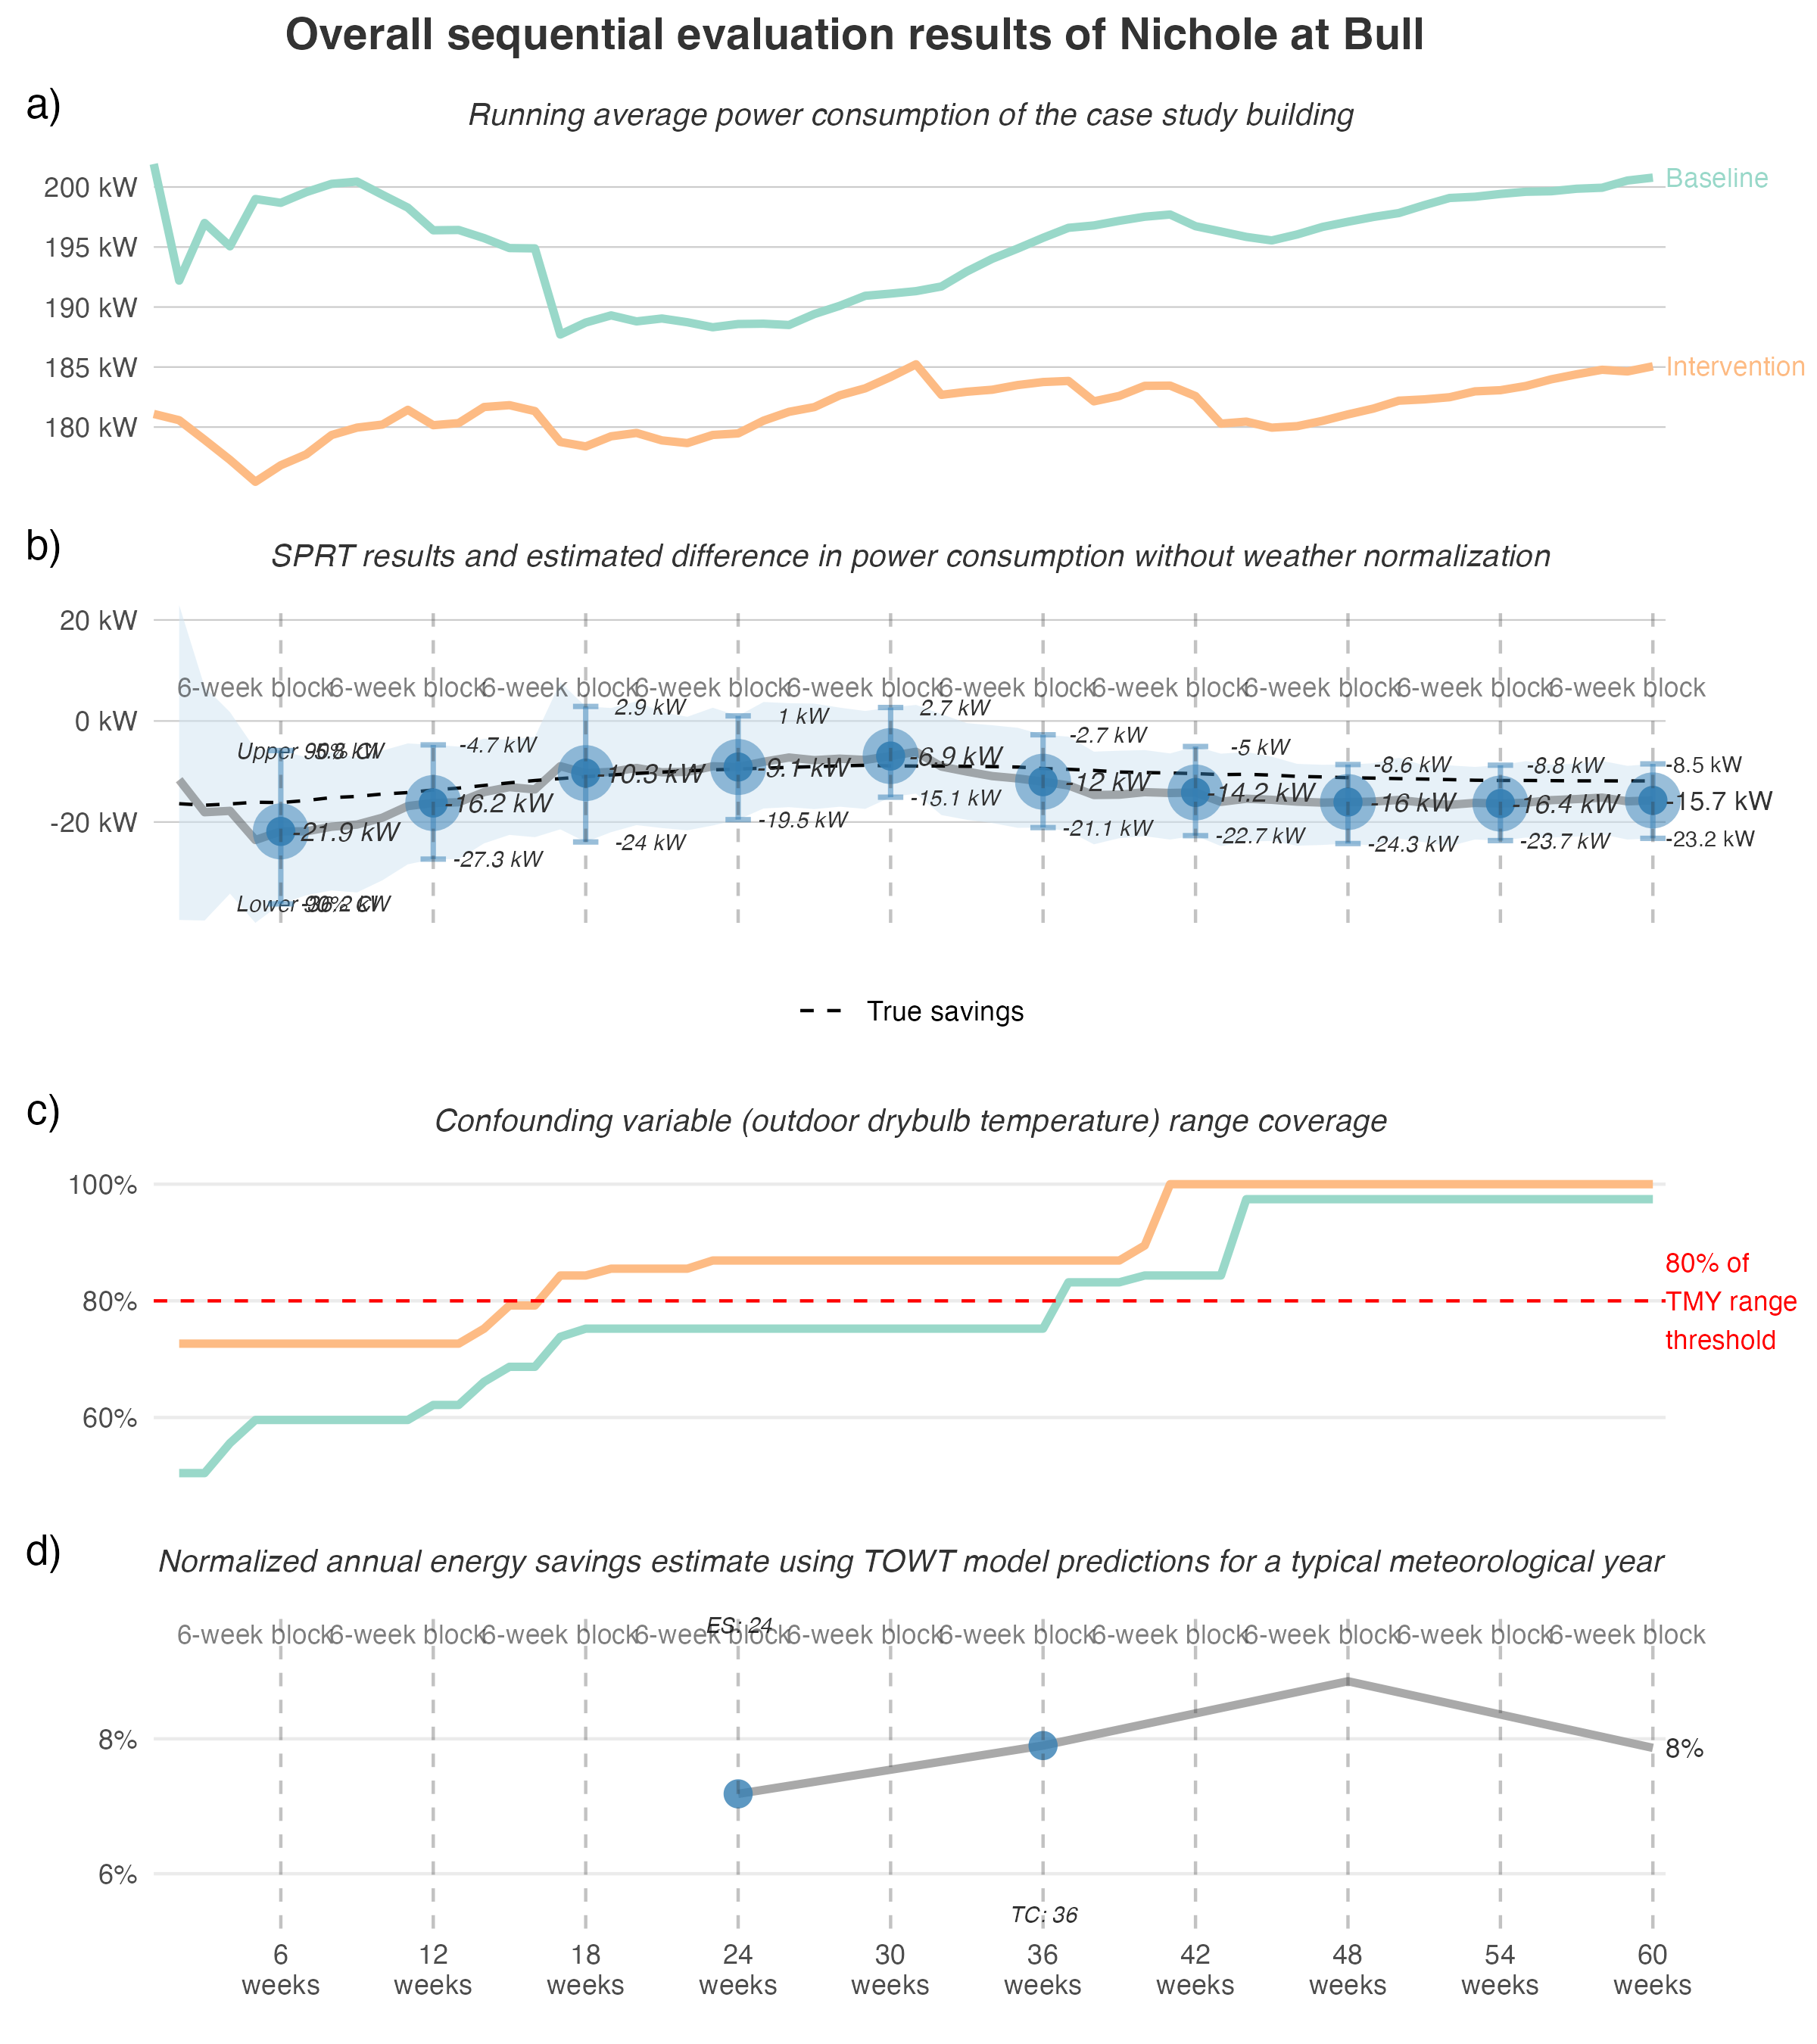 Overall sequential evaluation results of Nichole at Bull
a)
Running average power consumption of the case study building
200 kW
195 kW
190 kW
185 kW
180 kW
Baseline
Intervention
b)
SPRT results and estimated difference in power consumption without weather normalization
20 kW
0 kW
-20 kW
6-week block 6-week block 6-week block 6-week block 6-week block 6-week block 6-week block 6-week block 6-week block 6-week block
Upper 90% CI -5.8 kW
-4.7 kW
2.9 kW
1 kW
2.7 kW
-2.7 kW
-5 kW
-8.6 kW
-8.8 kW
-8.5 kW
-21.9 kW
-16.2 kW
-10.3 kW
-9.1 kW
-6.9 kW
-12 kW
-14.2 kW
-16 kW
-16.4 kW
-15.7 kW
Lower 90% CI -36.2 kW
-27.3 kW
-24 kW
-19.5 kW
-15.1 kW
-21.1 kW
-22.7 kW
-24.3 kW
-23.7 kW
-23.2 kW
True savings
c)
Confounding variable (outdoor drybulb temperature) range coverage
100%
80%
60%
80% of
TMY range
threshold
d)
Normalized annual energy savings estimate using TOWT model predictions for a typical meteorological year
ES: 24
6-week block 6-week block 6-week block 6-week block 6-week block 6-week block 6-week block 6-week block 6-week block 6-week block
8%
6%
8%
TC: 36
6 weeks
12 weeks
18 weeks
24 weeks
30 weeks
36 weeks
42 weeks
48 weeks
54 weeks
60 weeks